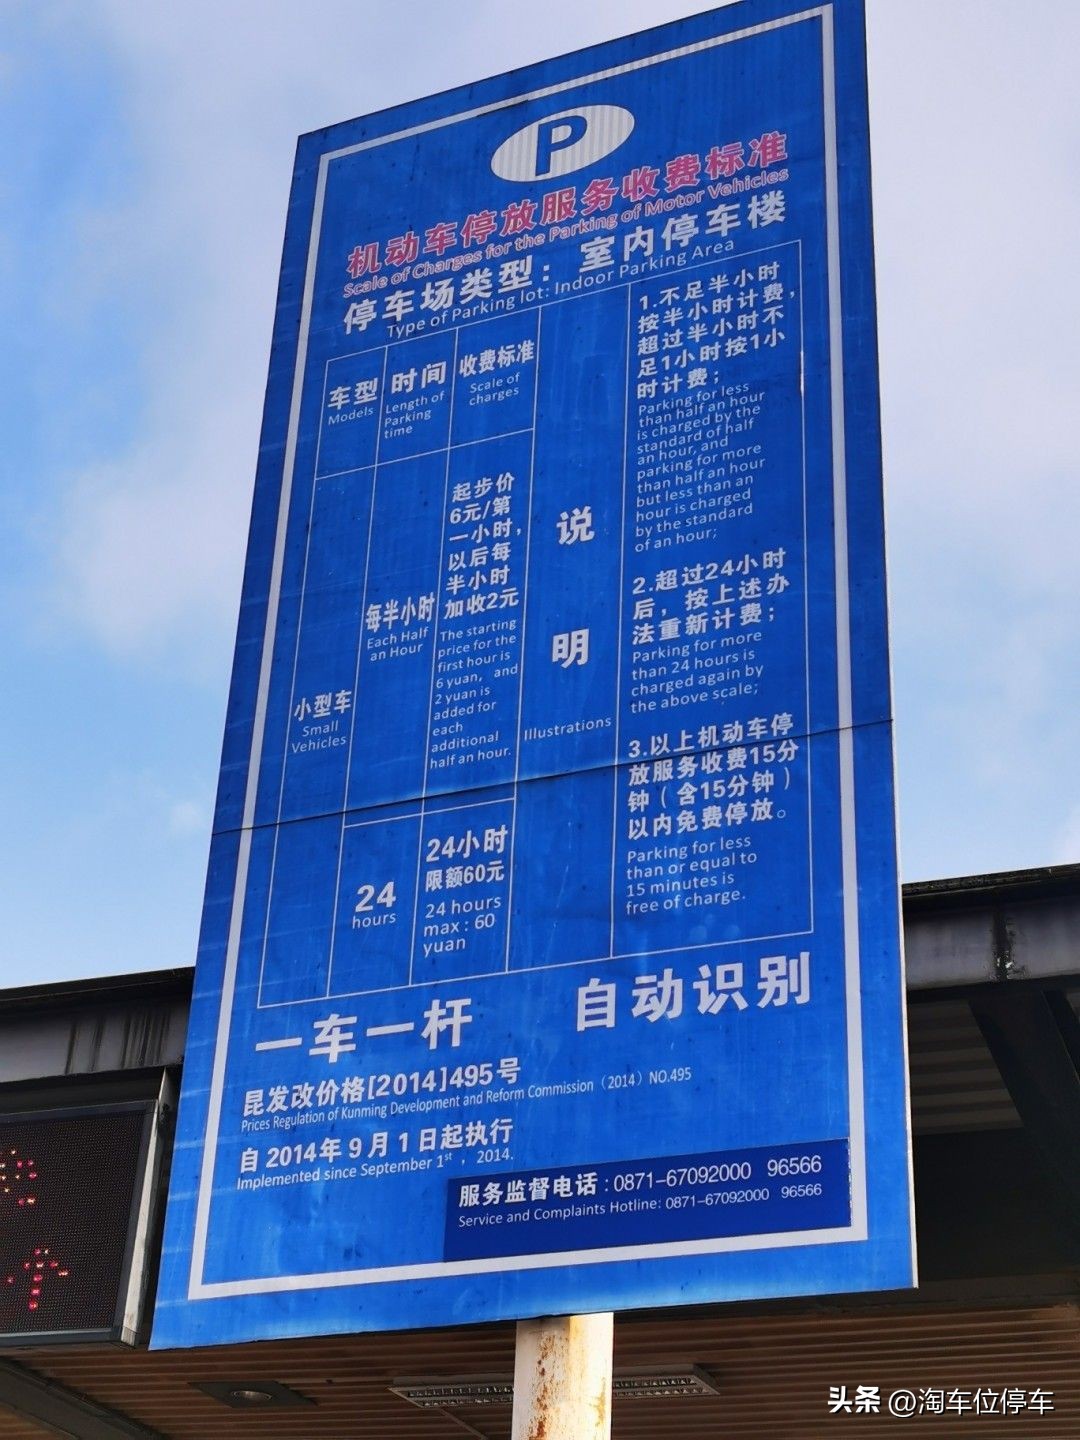 P
机动车停放服务收费标准
Scale of Charges for the Parking of Motor Vehicles
停车场类型：室内停车楼
Type of Parking lot: Indoor Parking Area
车型
Models
时间
Length of
Parking
time
收费标准
Scale of
charges
小型车
Small
Vehicles
每半小时
Each Half
an Hour
起步价
6元/第
一小时，
以后每
半小时
加收2元
The starting
price for the
first hour is
6 yuan, and
2 yuan is
added for
each
additional
half an hour.
24
hours
24小时
限额60元
24 hours
max : 60
yuan
说
明
Illustrations
1.不足半小时
按半小时计费，
超过半小时不
足1小时按1小
时计费；
Parking for less
than half an hour
is charged by the
standard of half
an hour, and
parking for more
than half an hour
but less than an
hour is charged
by the standard
of an hour;
2.超过24小时
后，按上述办
法重新计费；
Parking for more
than 24 hours is
charged again by
the above scale;
3.以上机动车停
放服务收费15分
钟（含15分钟）
以内免费停放。
Parking for less
than or equal to
15 minutes is
free of charge.
一车一杆 自动识别
昆发改价格[2014]495号
Prices Regulation of Kunming Development and Reform Commission（2014）NO.495
自2014年9月1日起执行
Implemented since September 1st , 2014.
服务监督电话：0871-67092000 96566
Service and Complaints Hotline: 0871-67092000 96566
头条 @淘车位停车